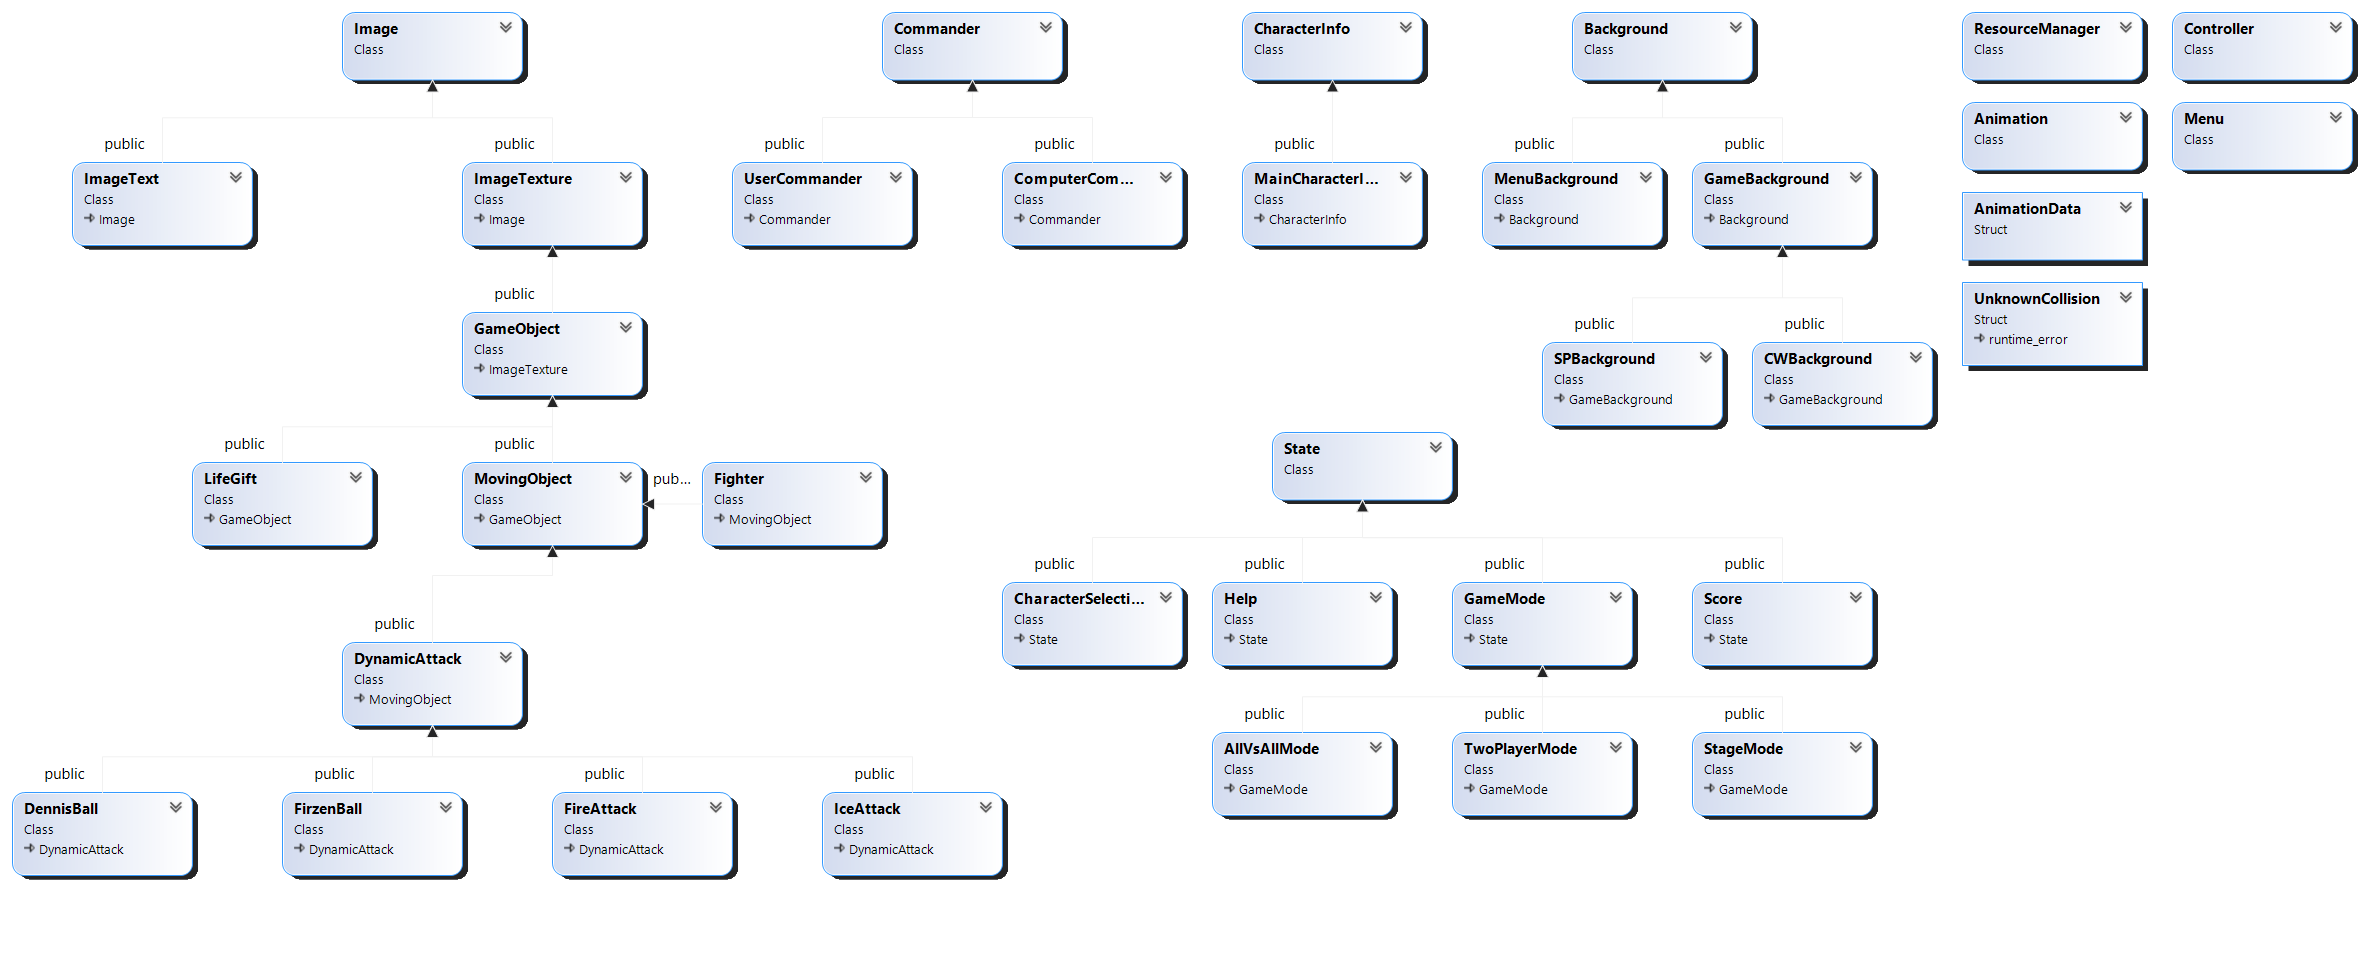 Image
Class
Commander
Class
CharacterInfo
Class
Background
Class
ResourceManager
Class
Controller
Class
Animation
Class
Menu
Class
public
public
public
public
public
public
public
ImageText
Class
Image
ImageTexture
Class
Image
UserCommander
Class
Commander
ComputerCom...
Class
Commander
MainCharacterI...
Class
CharacterInfo
MenuBackground
Class
Background
GameBackground
Class
Background
AnimationData
Struct
UnknownCollision
Struct
runtime_error
public
GameObject
Class
ImageTexture
public
public
SPBackground
Class
GameBackground
CWBackground
Class
GameBackground
public
public
LifeGift
Class
GameObject
MovingObject
Class
GameObject
pub...
Fighter
Class
MovingObject
State
Class
public
public
public
public
CharacterSelecti...
Class
State
Help
Class
State
GameMode
Class
State
Score
Class
State
public
DynamicAttack
Class
MovingObject
public
public
public
AllVsAllMode
Class
GameMode
TwoPlayerMode
Class
GameMode
StageMode
Class
GameMode
public
public
public
public
DennisBall
Class
DynamicAttack
FirzenBall
Class
DynamicAttack
FireAttack
Class
DynamicAttack
IceAttack
Class
DynamicAttack